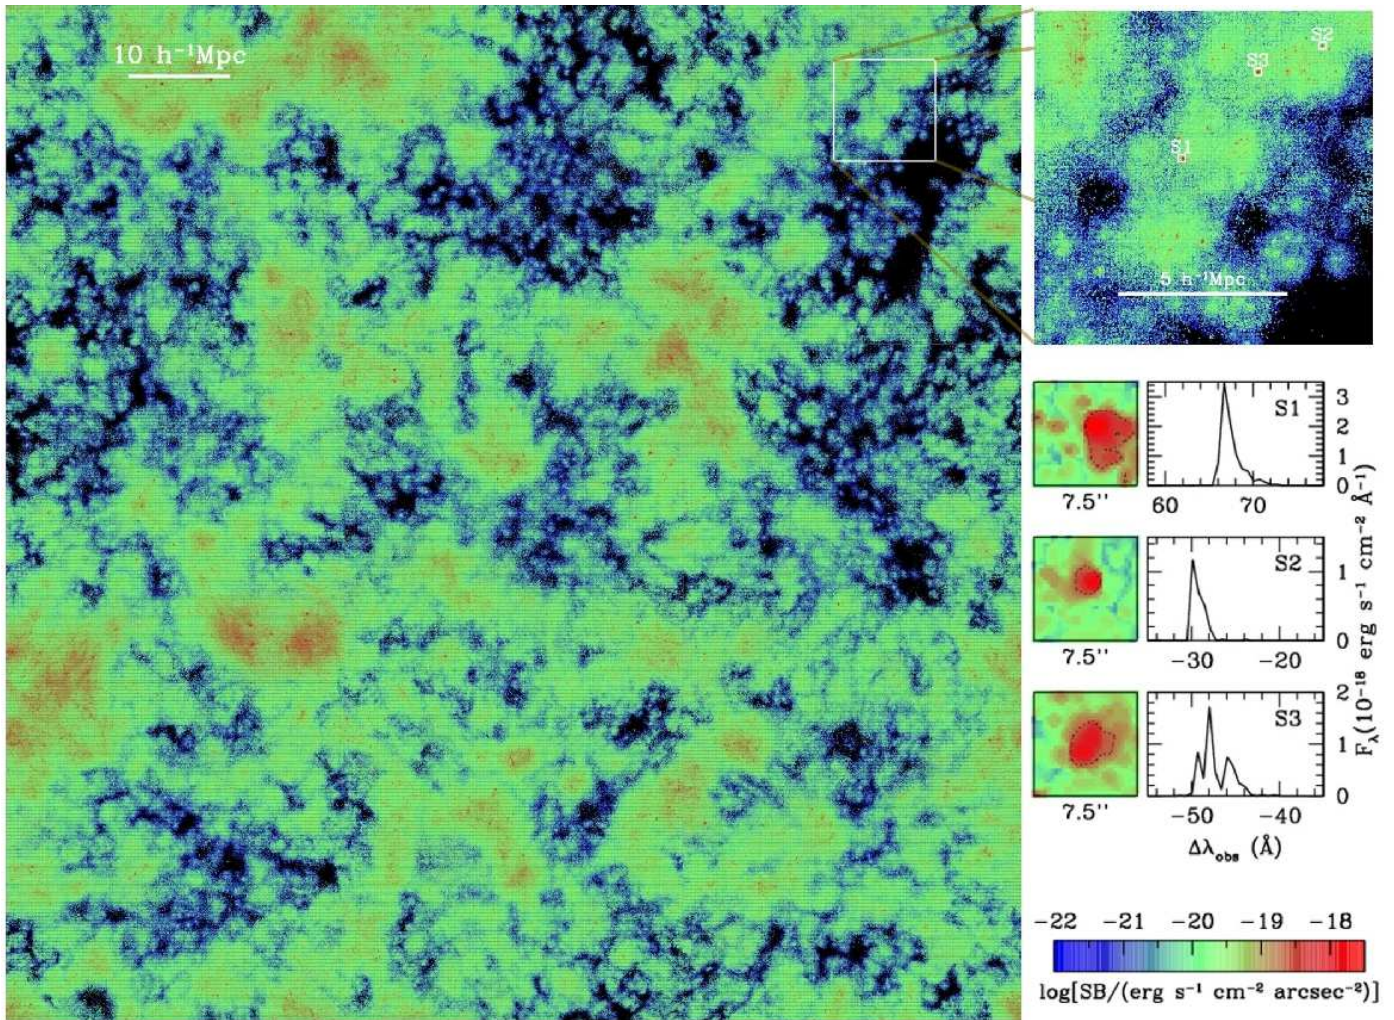 10 h⁻¹Mpc
S2
S3
S1
5 h⁻¹Mpc
S1
3
2
1
0
7.5''
60 70
S2
1
0
7.5''
−30 −20
S3
2
1
0
7.5''
−50 −40
Δλobs (Å)
Fλ(10⁻¹⁸ erg s⁻¹ cm⁻² Å⁻¹)
−22 −21 −20 −19 −18
log[SB/(erg s⁻¹ cm⁻² arcsec⁻²)]